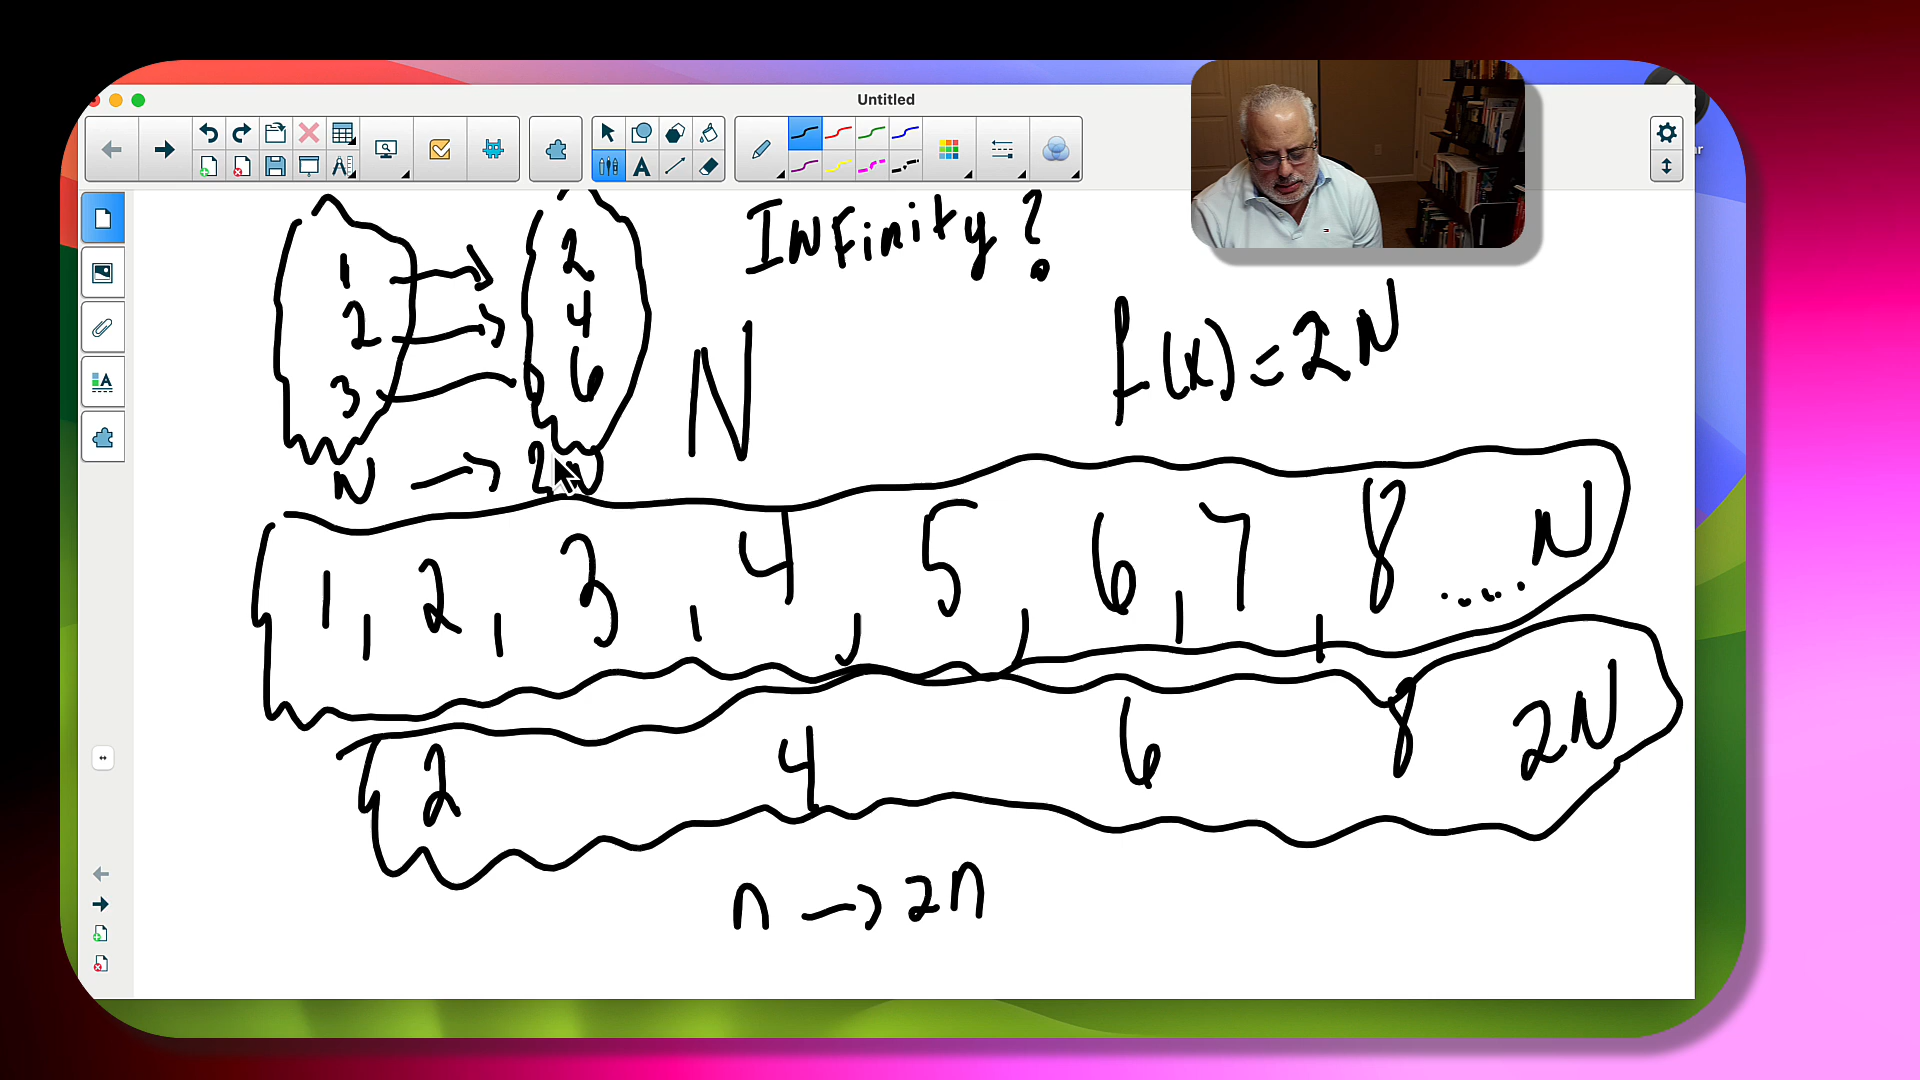 Untitled
INFinity?
1 → 2
2 → 4
3 → 6
N → 2N
N
f(x)=2N
1, 2, 3, 4, 5, 6, 7, 8 ....N
2 4 6 8 2N
n → 2n